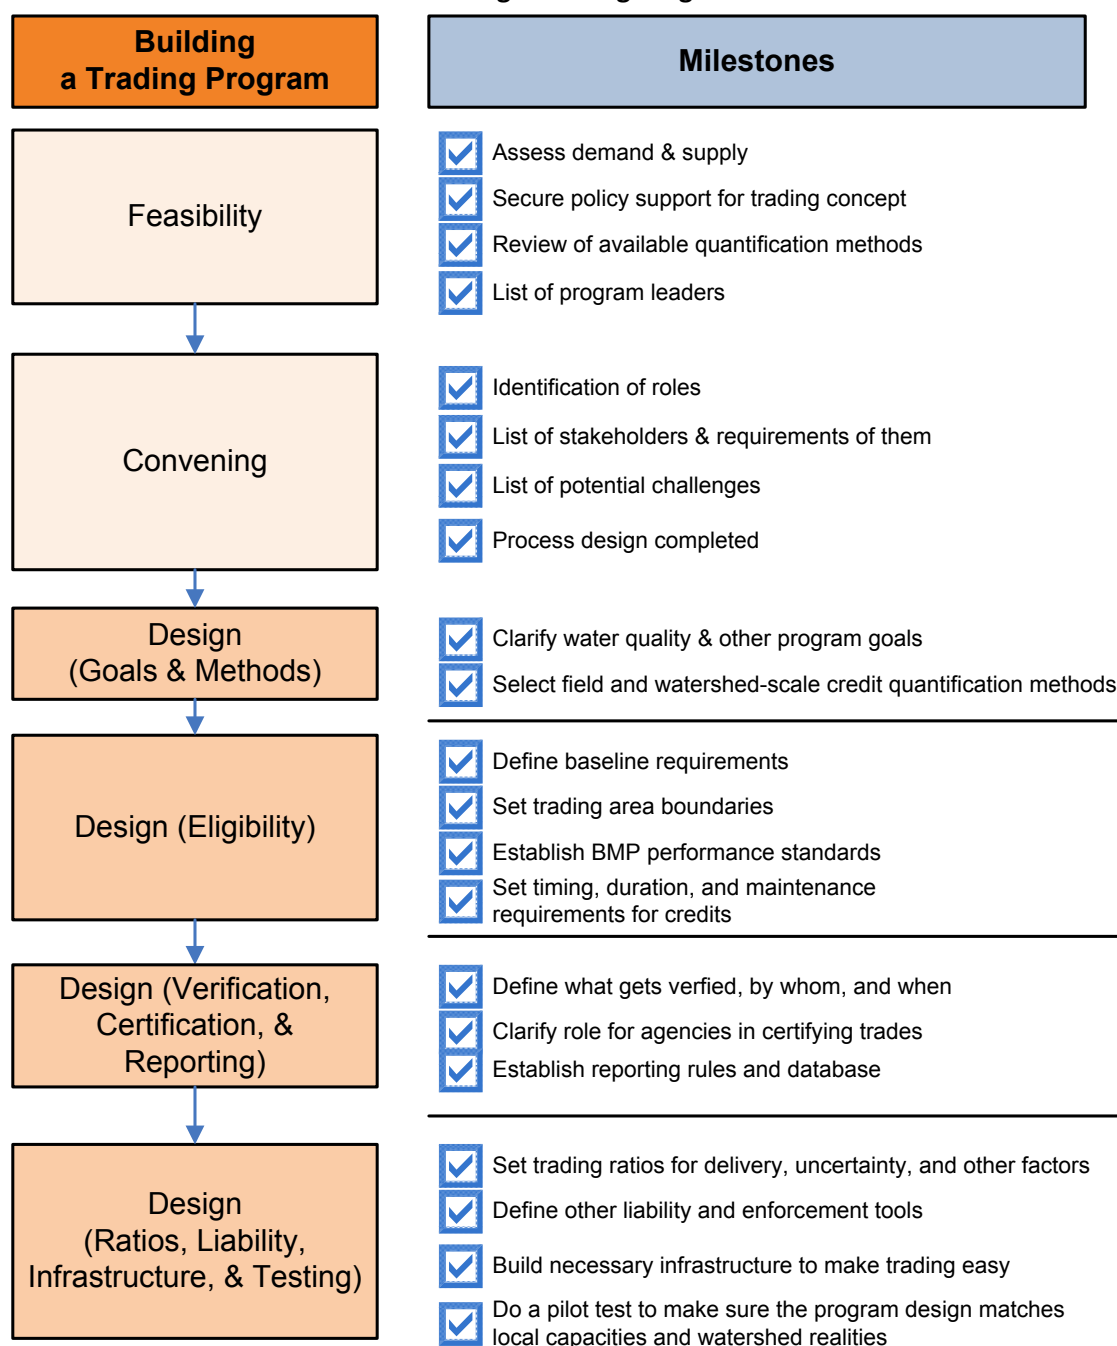 Building
a Trading Program
Milestones
Feasibility
Assess demand & supply
Secure policy support for trading concept
Review of available quantification methods
List of program leaders
Convening
Identification of roles
List of stakeholders & requirements of them
List of potential challenges
Process design completed
Design
(Goals & Methods)
Clarify water quality & other program goals
Select field and watershed-scale credit quantification methods
Design (Eligibility)
Define baseline requirements
Set trading area boundaries
Establish BMP performance standards
Set timing, duration, and maintenance
requirements for credits
Design (Verification,
Certification, &
Reporting)
Define what gets verfied, by whom, and when
Clarify role for agencies in certifying trades
Establish reporting rules and database
Design
(Ratios, Liability,
Infrastructure, & Testing)
Set trading ratios for delivery, uncertainty, and other factors
Define other liability and enforcement tools
Build necessary infrastructure to make trading easy
Do a pilot test to make sure the program design matches
local capacities and watershed realities